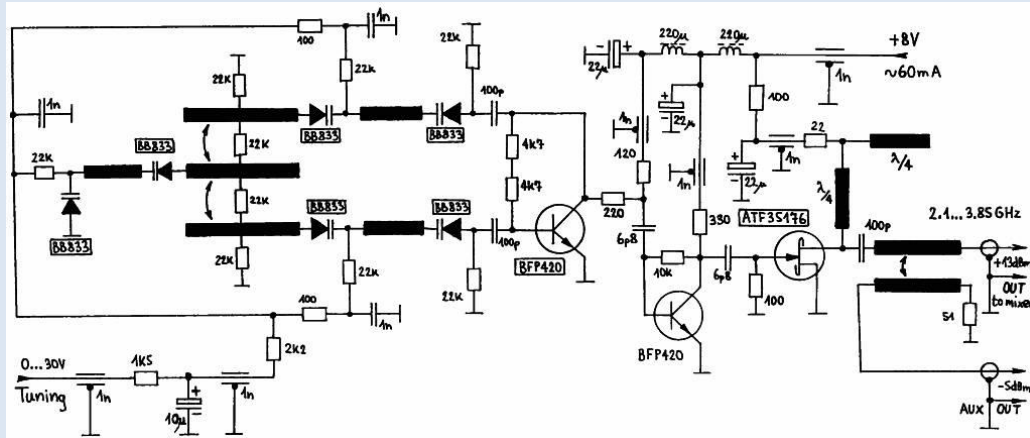 1n
100
22k
220µ
220µ
+8V
22k
22µ
1n
~60mA
22k
100p
100
1n
BB833
BB833
1n
22µ
22
λ/4
BB833
22k
4k7
120
1n
22k
22µ
λ/4
22k
4k7
1n
BB833
BB833
220
330
ATF35176
2.1...3.85GHz
BB833
100p
6p8
100p
22k
BFP420
10k
6p8
+13dBm
22k
22k
100
OUT
to mixer
100
1n
51
2k2
BFP420
0...30V
1k5
-5dBm
Tuning
1n
10µ
1n
AUX
OUT